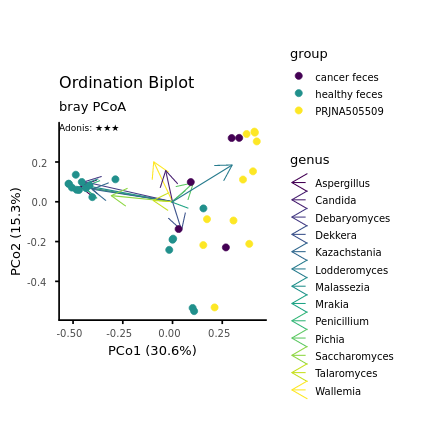 Ordination Biplot
bray PCoA
Adonis: ★★★
0.2
0.0
-0.2
-0.4
PCo2 (15.3%)
-0.50
-0.25
0.00
0.25
PCo1 (30.6%)
group
cancer feces
healthy feces
PRJNA505509
genus
Aspergillus
Candida
Debaryomyces
Dekkera
Kazachstania
Lodderomyces
Malassezia
Mrakia
Penicillium
Pichia
Saccharomyces
Talaromyces
Wallemia